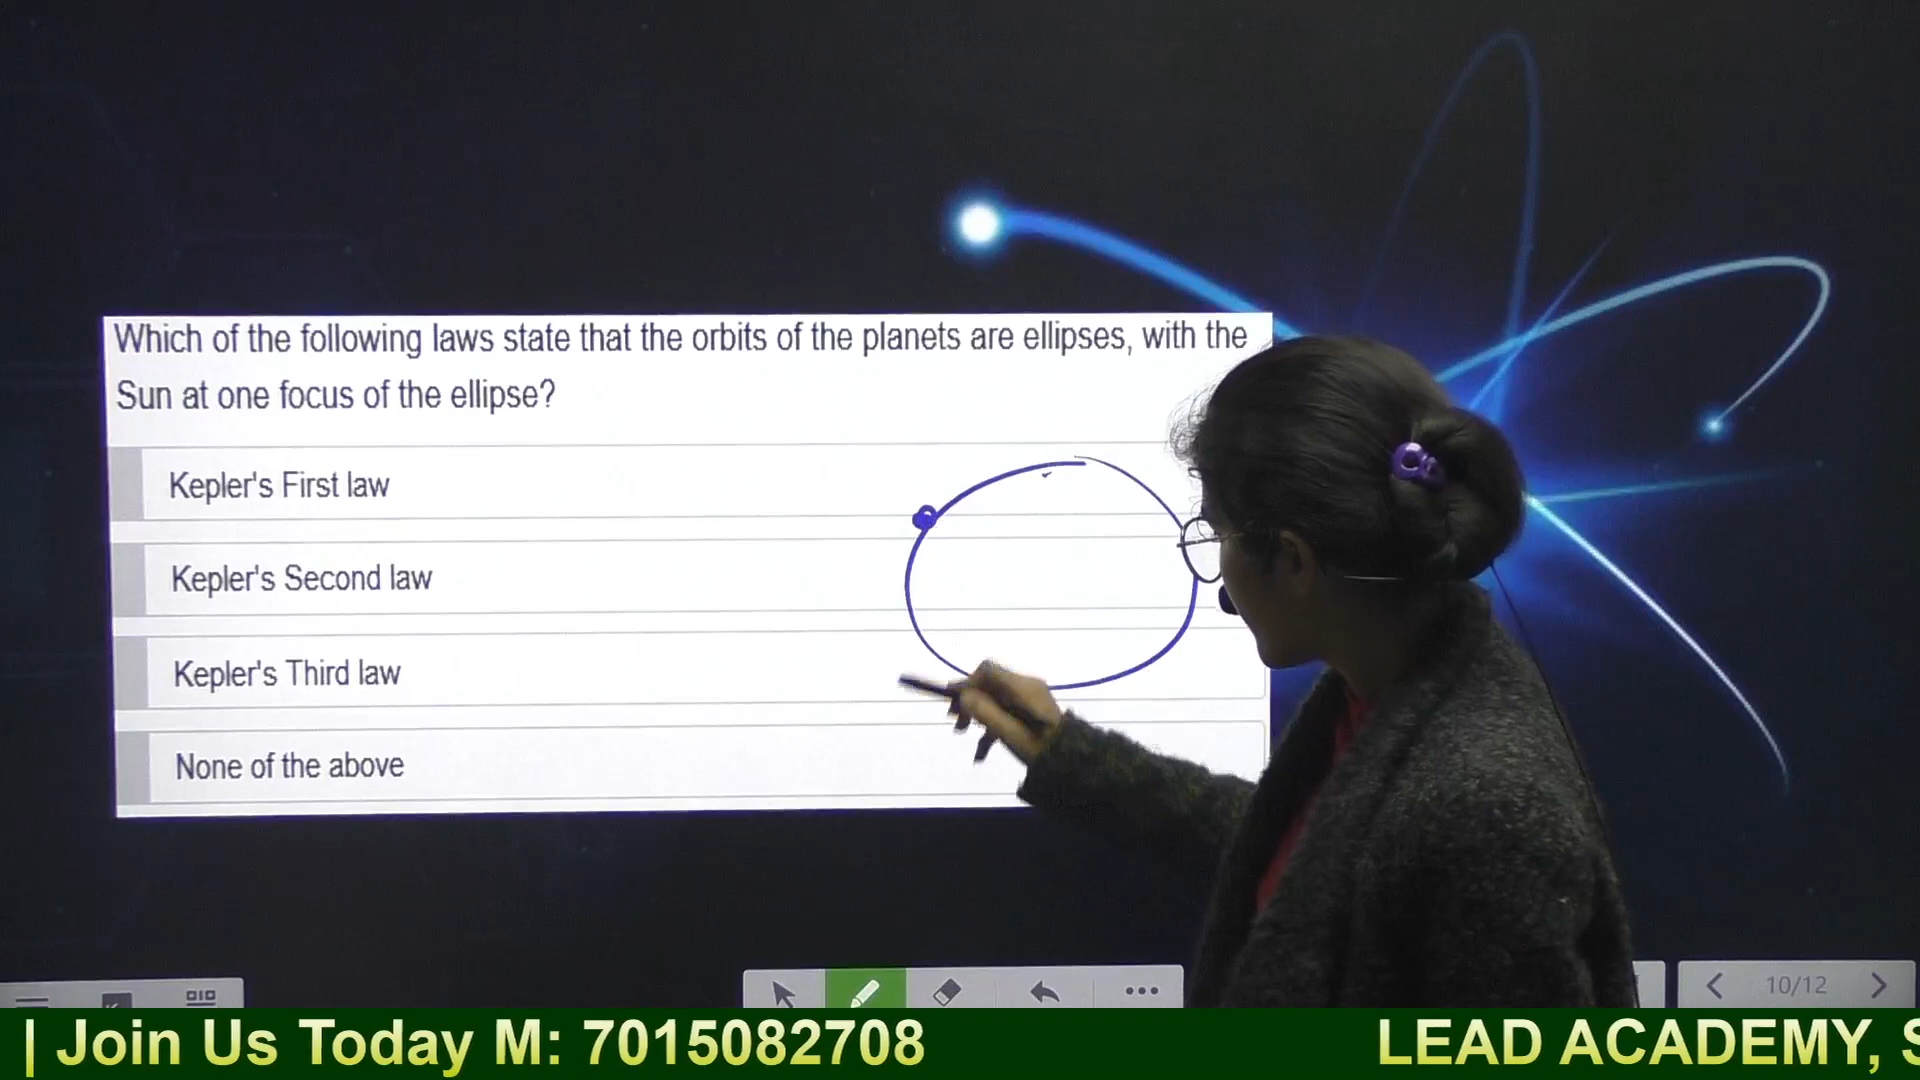 Which of the following laws state that the orbits of the planets are ellipses, with the
Sun at one focus of the ellipse?
Kepler's First law
Kepler's Second law
Kepler's Third law
None of the above
10/12
| Join Us Today M: 7015082708
LEAD ACADEMY, S